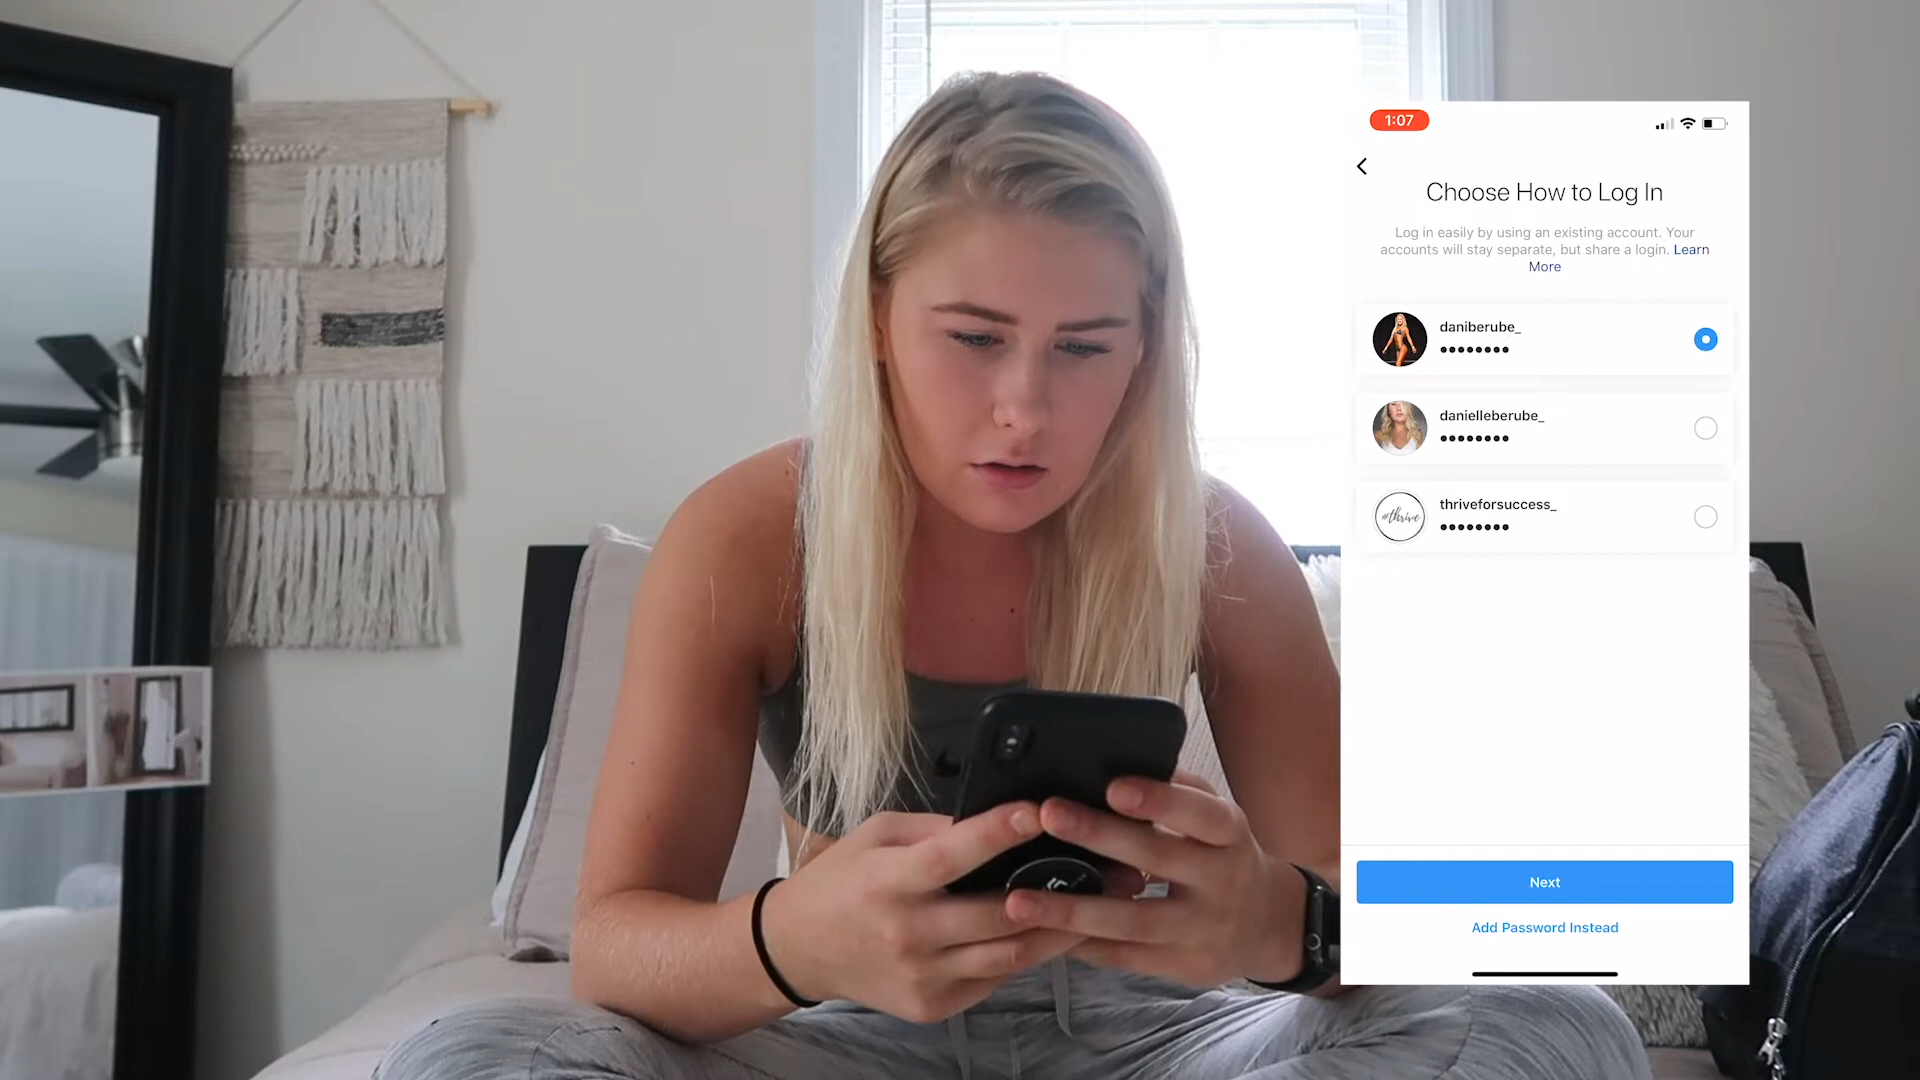 1:07
Choose How to Log In
Log in easily by using an existing account. Your
accounts will stay separate, but share a login. Learn
More
daniberube_
●●●●●●●●
danielleberube_
●●●●●●●●
#thrive
thriveforsuccess_
●●●●●●●●
Next
Add Password Instead